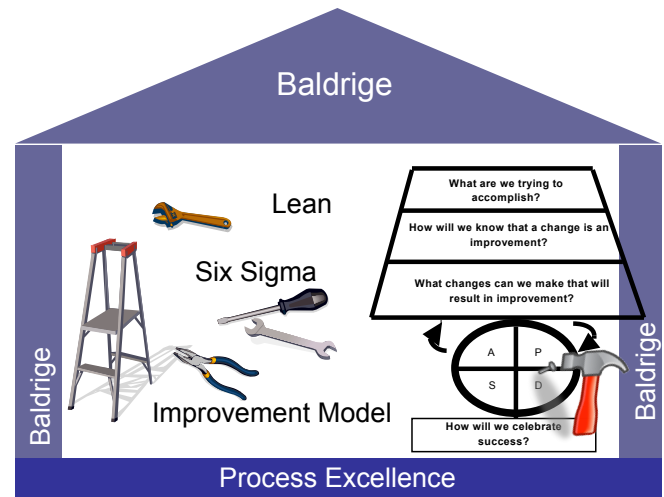 Baldrige
Lean
Six Sigma
Improvement Model
What are we trying to
accomplish?
How will we know that a change is an
improvement?
What changes can we make that will
result in improvement?
A P
S D
How will we celebrate
success?
Baldrige
Baldrige
Process Excellence